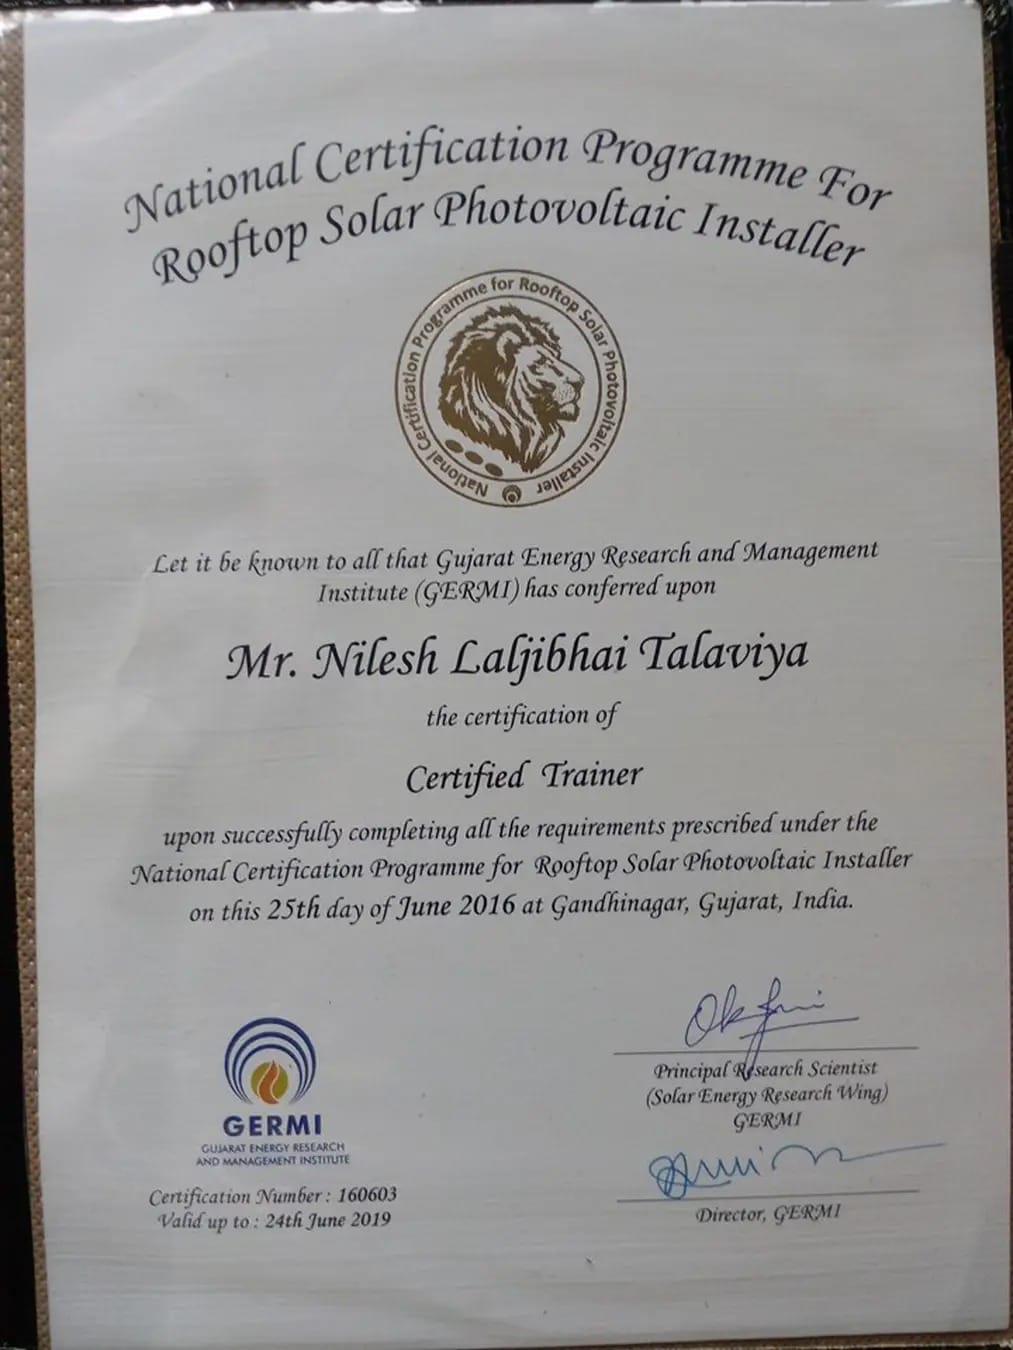 National Certification Programme For
Rooftop Solar Photovoltaic Installer
National Certification Programme for Rooftop Solar Photovoltaic Installer
Let it be known to all that Gujarat Energy Research and Management
Institute (GERMI) has conferred upon
Mr. Nilesh Laljibhai Talaviya
the certification of
Certified Trainer
upon successfully completing all the requirements prescribed under the
National Certification Programme for Rooftop Solar Photovoltaic Installer
on this 25th day of June 2016 at Gandhinagar, Gujarat, India.
GERMI
GUJARAT ENERGY RESEARCH
AND MANAGEMENT INSTITUTE
Certification Number : 160603
Valid up to : 24th June 2019
Principal Research Scientist
(Solar Energy Research Wing)
GERMI
Director, GERMI